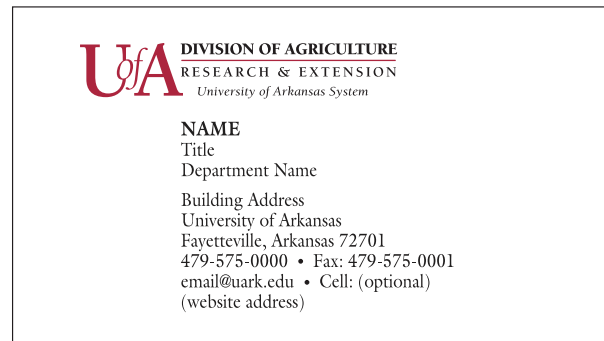 UofA
DIVISION OF AGRICULTURE
RESEARCH & EXTENSION
University of Arkansas System
NAME
Title
Department Name
Building Address
University of Arkansas
Fayetteville, Arkansas 72701
479-575-0000 • Fax: 479-575-0001
email@uark.edu • Cell: (optional)
(website address)